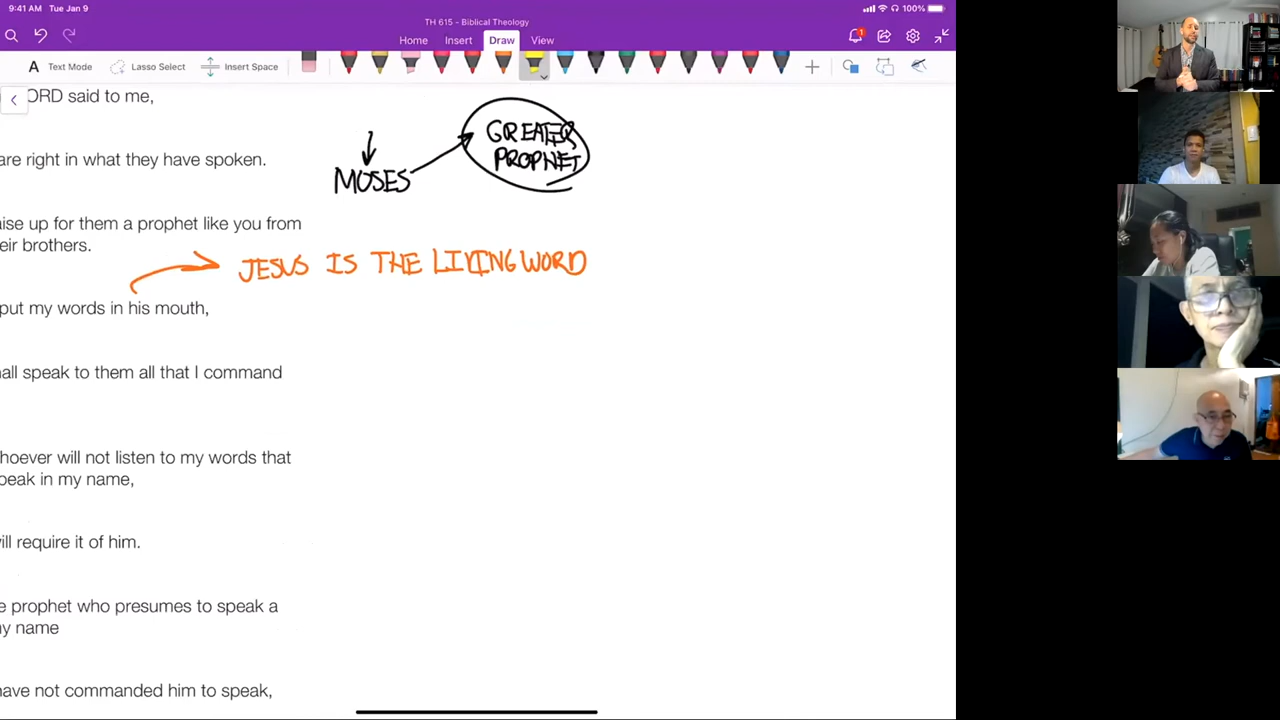 9:41 AM Tue Jan 9
100%
TH 615 - Biblical Theology
Home Insert Draw View
1
A Text Mode Lasso Select Insert Space
ORD said to me,
GREATER
PROPHET
are right in what they have spoken.
MOSES
aise up for them a prophet like you from
eir brothers.
JESUS IS THE LIVING WORD
put my words in his mouth,
hall speak to them all that I command
hoever will not listen to my words that
peak in my name,
will require it of him.
e prophet who presumes to speak a
my name
have not commanded him to speak,